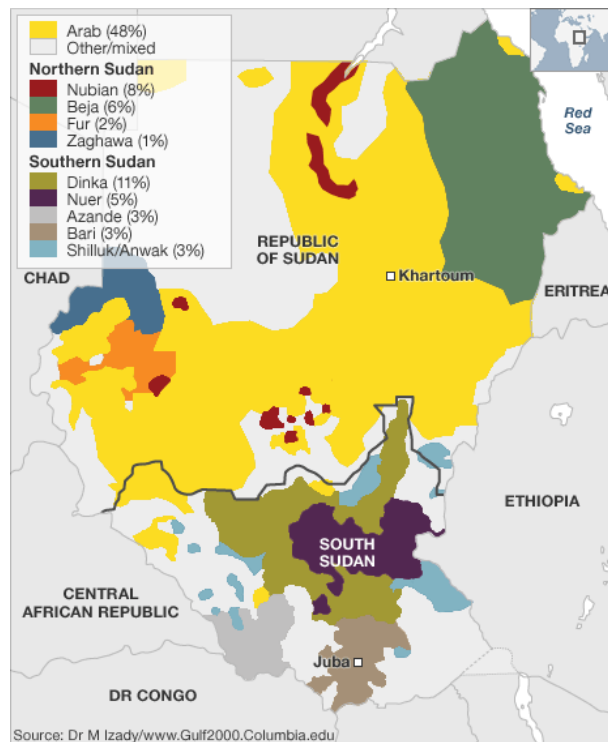 Arab (48%)
Other/mixed
Northern Sudan
Nubian (8%)
Beja (6%)
Fur (2%)
Zaghawa (1%)
Southern Sudan
Dinka (11%)
Nuer (5%)
Azande (3%)
Bari (3%)
Shilluk/Anwak (3%)
Red
Sea
REPUBLIC
OF SUDAN
CHAD
Khartoum
ERITREA
ETHIOPIA
SOUTH
SUDAN
CENTRAL
AFRICAN REPUBLIC
Juba
DR CONGO
Source: Dr M Izady/www.Gulf2000.Columbia.edu